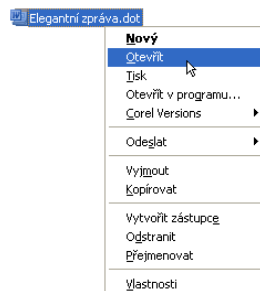 Elegantní zpráva.dot
Nový
Otevřít
Tisk
Otevřít v programu...
Corel Versions
Odeslat
Vyjmout
Kopírovat
Vytvořit zástupce
Odstranit
Přejmenovat
Vlastnosti